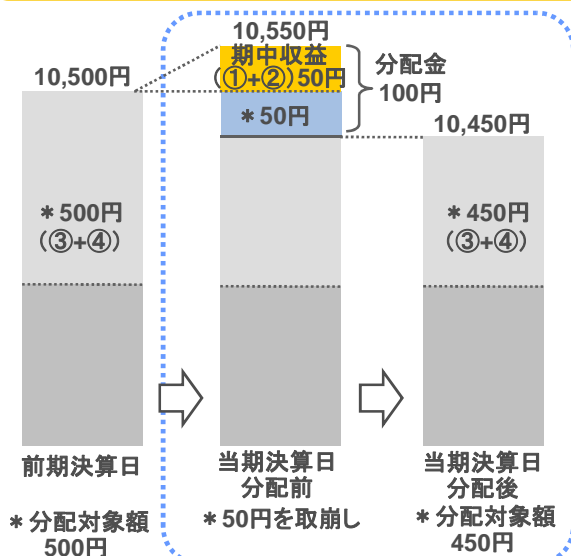 10,550円
期中収益
(①+②)50円
分配金
100円
10,500円
10,450円
＊50円
＊500円
(③+④)
＊450円
(③+④)
前期決算日
当期決算日
分配前
当期決算日
分配後
＊分配対象額
500円
＊50円を取崩し
＊分配対象額
450円